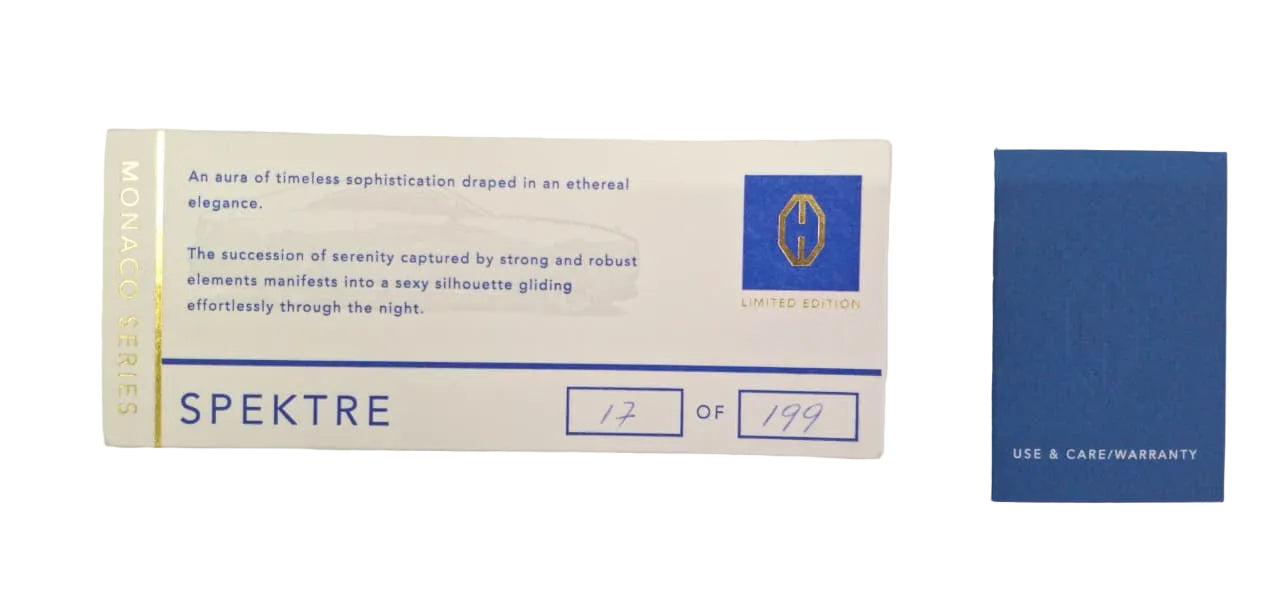 MONACO SERIES
An aura of timeless sophistication draped in an ethereal
elegance.
The succession of serenity captured by strong and robust
elements manifests into a sexy silhouette gliding
effortlessly through the night.
LIMITED EDITION
SPEKTRE
17 OF 199
USE & CARE/WARRANTY